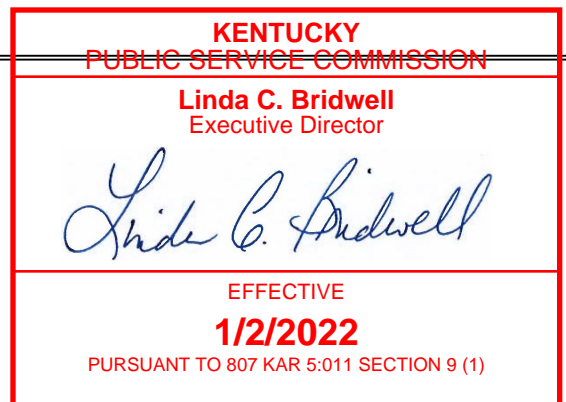 KENTUCKY
PUBLIC SERVICE COMMISSION
Linda C. Bridwell
Executive Director
Linda C. Bridwell
EFFECTIVE
1/2/2022
PURSUANT TO 807 KAR 5:011 SECTION 9 (1)